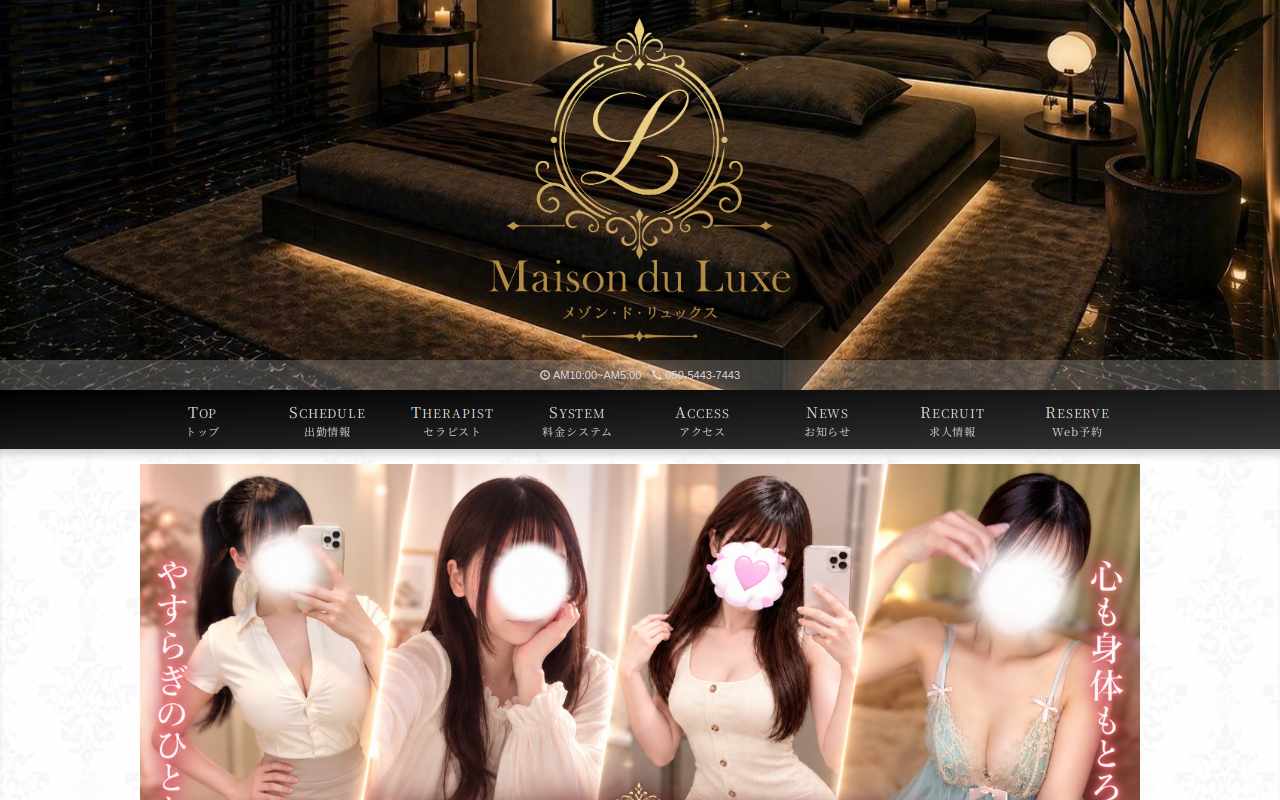 L
Maison du Luxe
メゾン・ド・リュックス
AM10:00~AM5:00 050-5443-7443
TOP SCHEDULE THERAPIST SYSTEM ACCESS NEWS RECRUIT RESERVE
トップ 出勤情報 セラピスト 料金システム アクセス お知らせ 求人情報 Web予約
心も身体もとろ
やすらぎのひと